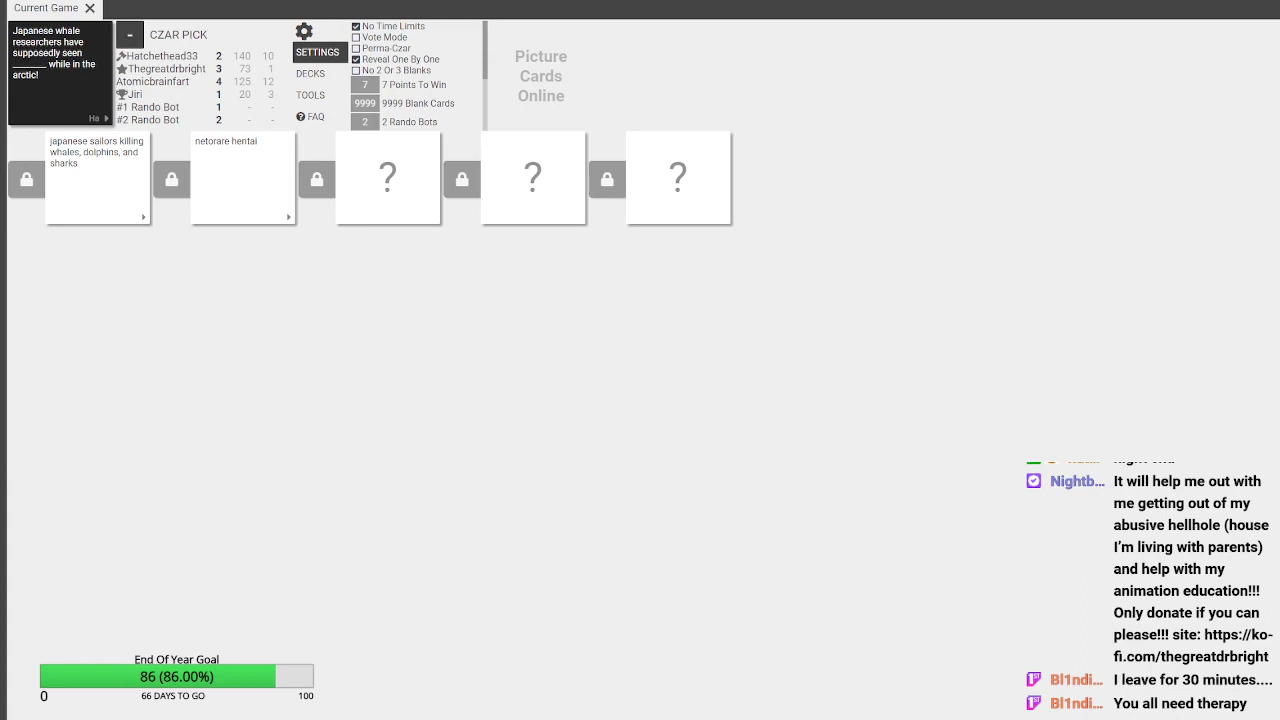 Current Game
Japanese whale
researchers have
supposedly seen
______ while in the
arctic!
Ha
-
CZAR PICK
Hatchethead33 2 140 10
Thegreatdrbright 3 73 1
Atomicbrainfart 4 125 12
Jiri 1 20 3
#1 Rando Bot 1 - -
#2 Rando Bot 2 - -
SETTINGS
DECKS
TOOLS
? FAQ
No Time Limits
Vote Mode
Perma-Czar
Reveal One By One
No 2 Or 3 Blanks
7 7 Points To Win
9999 9999 Blank Cards
2 2 Rando Bots
Picture
Cards
Online
japanese sailors killing
whales, dolphins, and
sharks
netorare hentai
?
?
?
Nightb... It will help me out with
me getting out of my
abusive hellhole (house
I'm living with parents)
and help with my
animation education!!!
Only donate if you can
please!!! site: https://ko-
fi.com/thegreatdrbright
Bl1ndi... I leave for 30 minutes....
Bl1ndi... You all need therapy
End Of Year Goal
86 (86.00%)
0 66 DAYS TO GO 100